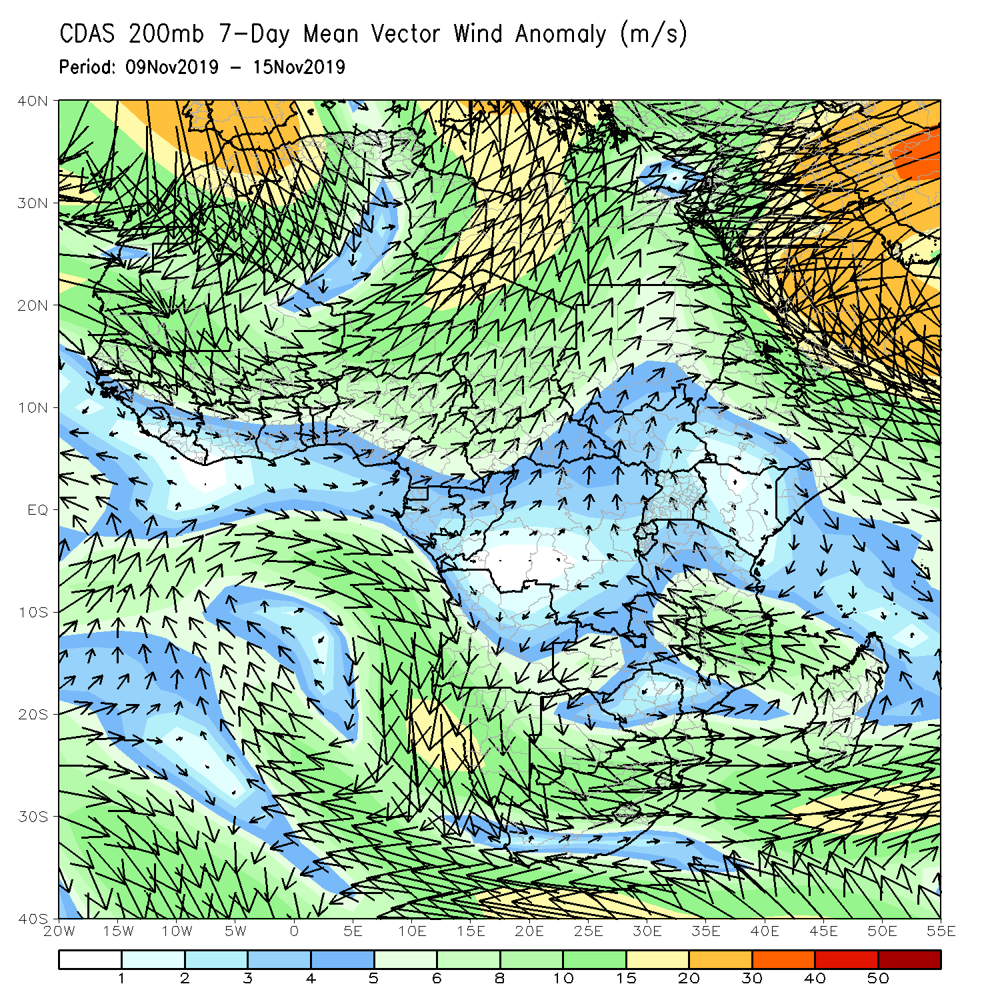 CDAS 200mb 7-Day Mean Vector Wind Anomaly (m/s)
Period: 09Nov2019 - 15Nov2019
40N
30N
20N
10N
EQ
10S
20S
30S
40S
20W 15W 10W 5W 0 5E 10E 15E 20E 25E 30E 35E 40E 45E 50E 55E
1 2 3 4 5 6 8 10 15 20 30 40 50